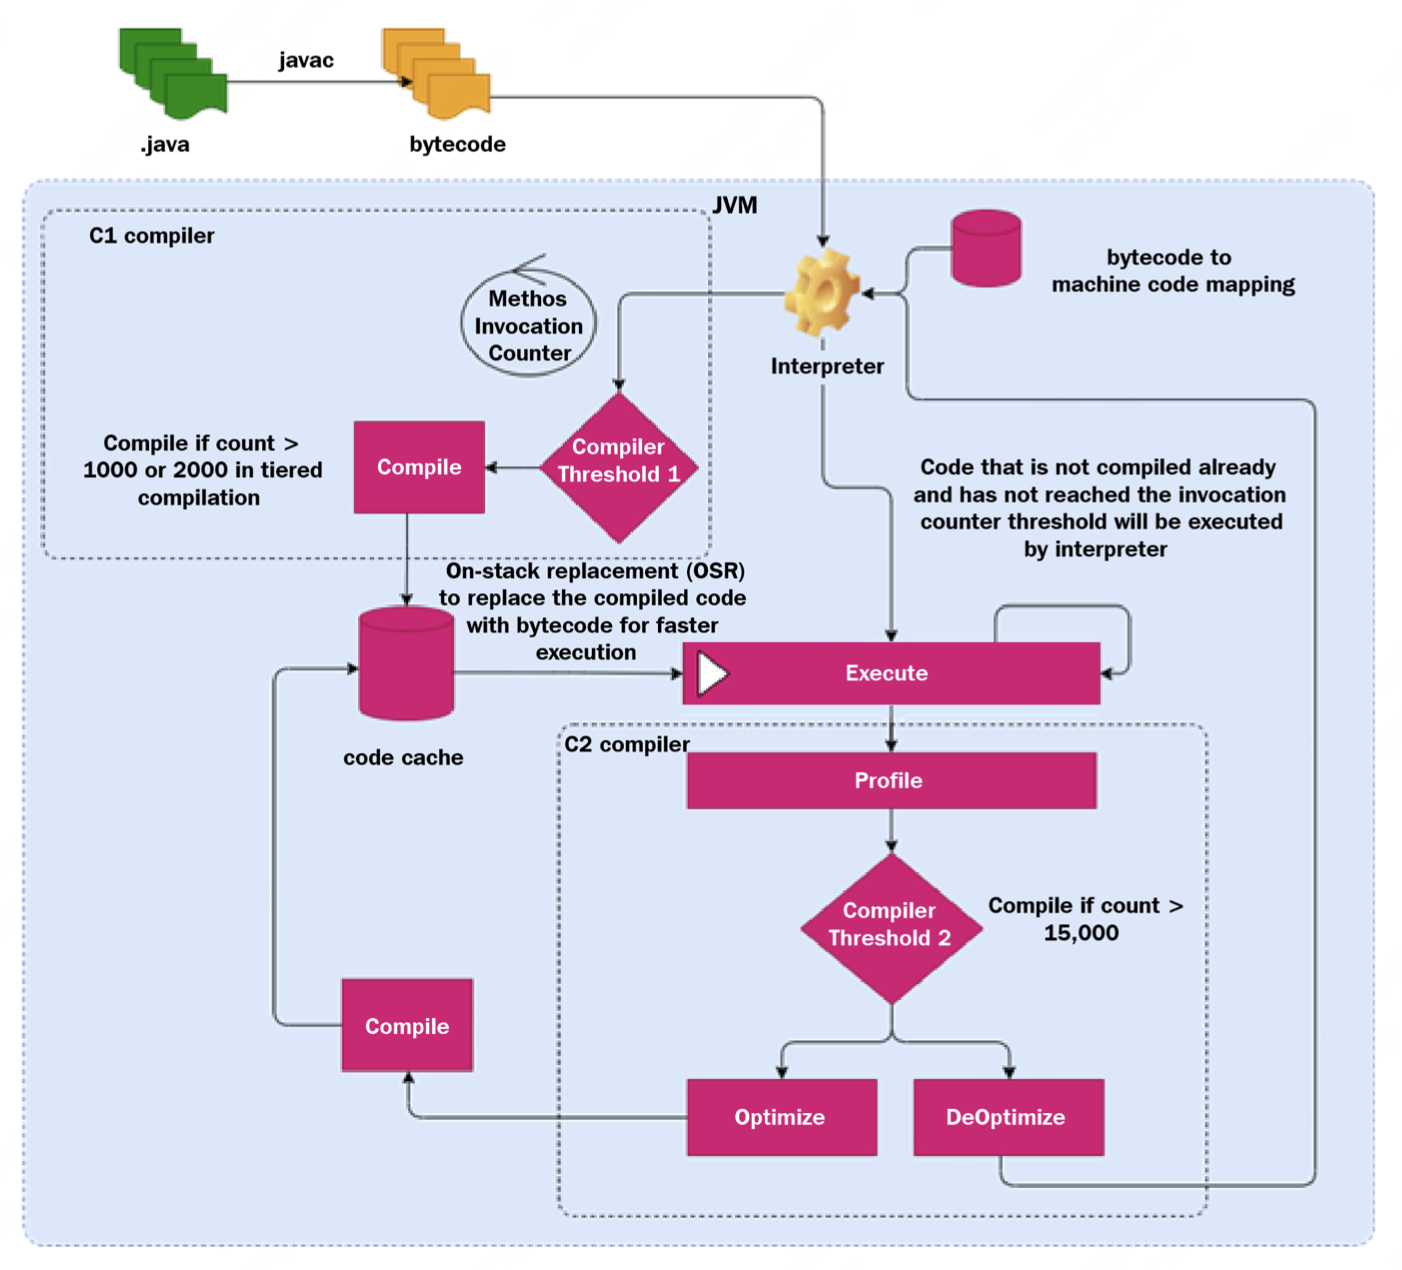 javac
.java
bytecode
JVM
C1 compiler
Methos
Invocation
Counter
bytecode to
machine code mapping
Interpreter
Compiler
Threshold 1
Compile
Compile if count >
1000 or 2000 in tiered
compilation
Code that is not compiled already
and has not reached the invocation
counter threshold will be executed
by interpreter
On-stack replacement (OSR)
to replace the compiled code
with bytecode for faster
execution
Execute
code cache
C2 compiler
Profile
Compiler
Threshold 2
Compile if count >
15,000
Compile
Optimize
DeOptimize